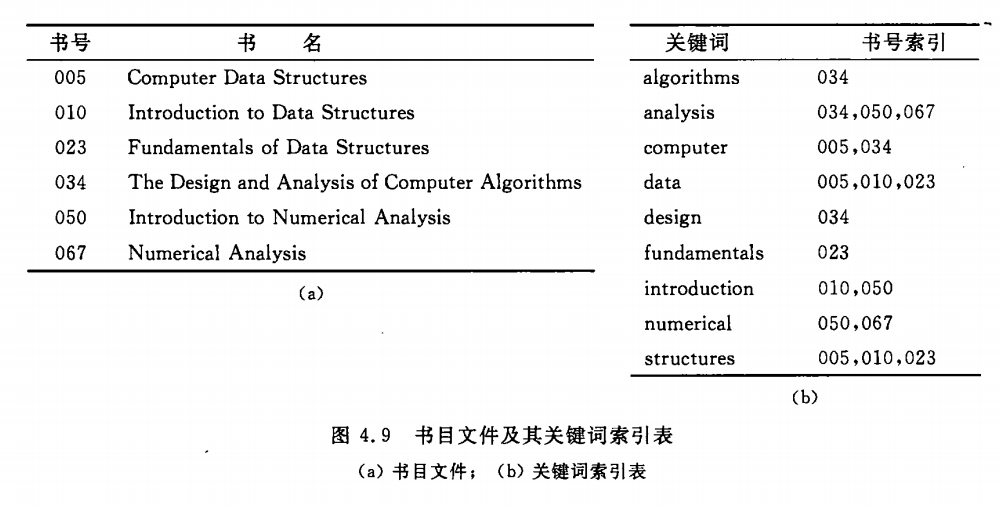 书号 书 名
005 Computer Data Structures
010 Introduction to Data Structures
023 Fundamentals of Data Structures
034 The Design and Analysis of Computer Algorithms
050 Introduction to Numerical Analysis
067 Numerical Analysis
(a)
关键词 书号索引
algorithms 034
analysis 034,050,067
computer 005,034
data 005,010,023
design 034
fundamentals 023
introduction 010,050
numerical 050,067
structures 005,010,023
(b)
图 4.9 书目文件及其关键词索引表
(a) 书目文件; (b) 关键词索引表